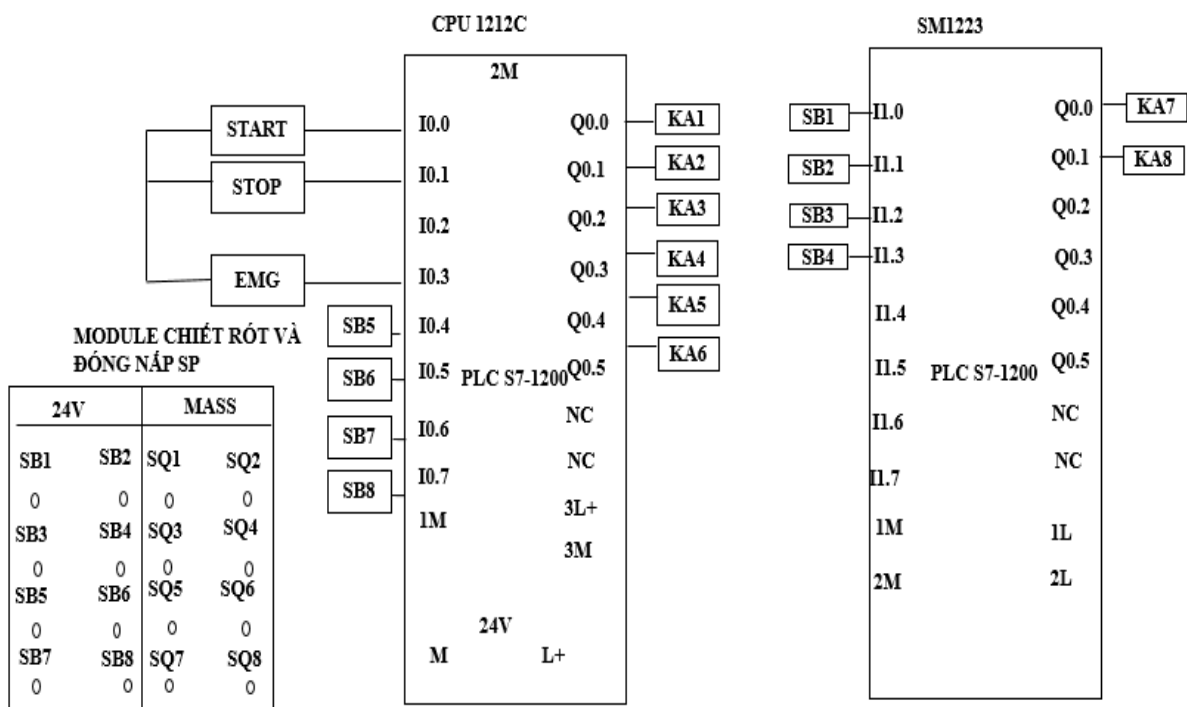 CPU 1212C
2M
START
I0.0
Q0.0
KA1
STOP
I0.1
Q0.1
KA2
I0.2
Q0.2
KA3
EMG
I0.3
Q0.3
KA4
SB5
I0.4
Q0.4
KA5
SB6
I0.5
PLC S7-1200
Q0.5
KA6
SB7
I0.6
NC
SB8
I0.7
NC
1M
3L+
3M
24V
M
L+
MODULE CHIẾT RÓT VÀ
ĐÓNG NẮP SP
24V
MASS
SB1 SB2 SQ1 SQ2
O O O O
SB3 SB4 SQ3 SQ4
O O O O
SB5 SB6 SQ5 SQ6
O O O O
SB7 SB8 SQ7 SQ8
O O O O
SM1223
SB1
I1.0
Q0.0
KA7
SB2
I1.1
Q0.1
KA8
SB3
I1.2
Q0.2
SB4
I1.3
Q0.3
I1.4
Q0.4
I1.5
PLC S7-1200
Q0.5
I1.6
NC
I1.7
NC
1M
1L
2M
2L